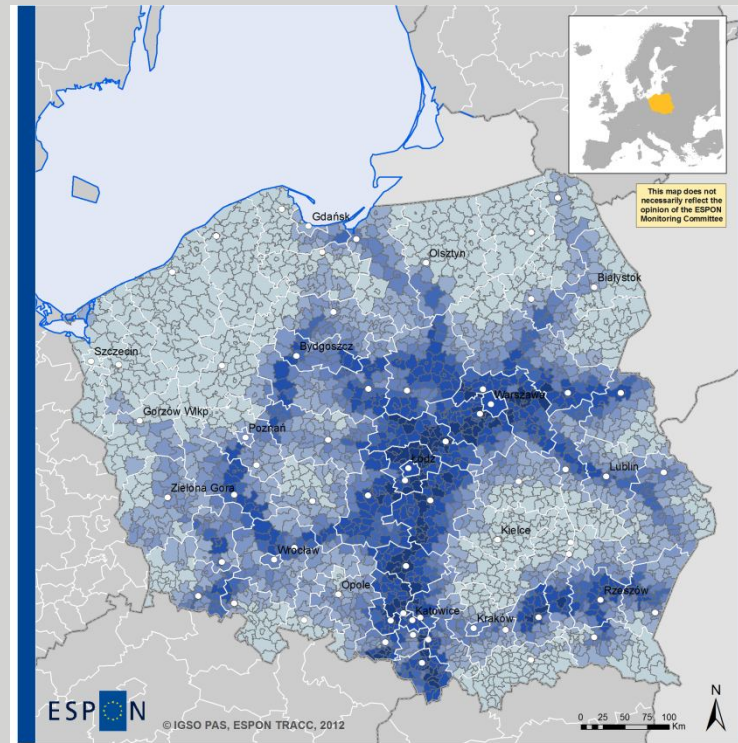 This map does not
necessarily reflect the
opinion of the ESPON
Monitoring Committee
Gdańsk
Olsztyn
Białystok
Szczecin
Bydgoszcz
Warszawa
Gorzów Wlkp
Poznań
Łódź
Zielona Gora
Lublin
Wrocław
Kielce
Opole
Rzeszów
Katowice
Kraków
ESPON
© IGSO PAS, ESPON TRACC, 2012
N
0 25 50 75 100
Km